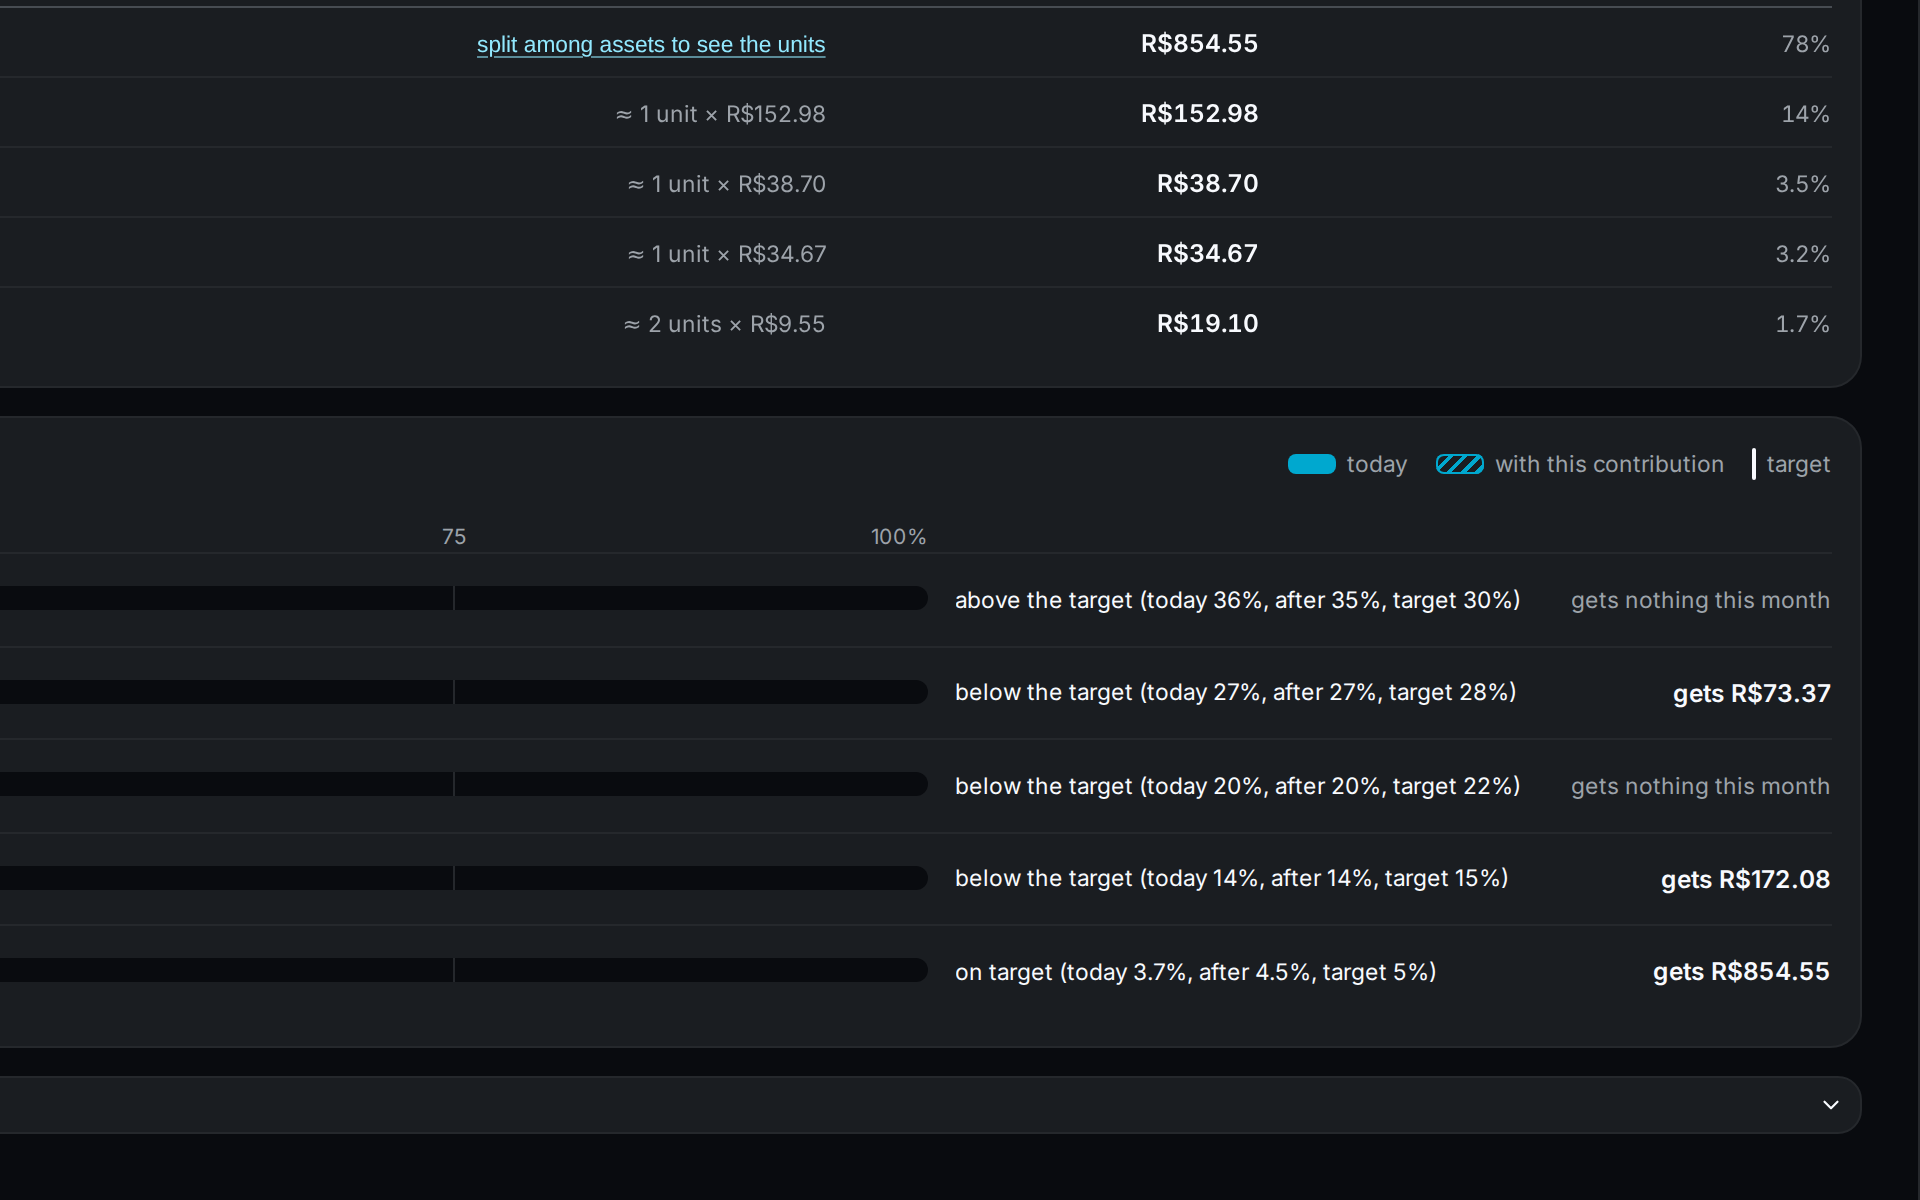 split among assets to see the units R$854.55 78%
≈ 1 unit × R$152.98 R$152.98 14%
≈ 1 unit × R$38.70 R$38.70 3.5%
≈ 1 unit × R$34.67 R$34.67 3.2%
≈ 2 units × R$9.55 R$19.10 1.7%
today with this contribution target
75 100%
above the target (today 36%, after 35%, target 30%) gets nothing this month
below the target (today 27%, after 27%, target 28%) gets R$73.37
below the target (today 20%, after 20%, target 22%) gets nothing this month
below the target (today 14%, after 14%, target 15%) gets R$172.08
on target (today 3.7%, after 4.5%, target 5%) gets R$854.55